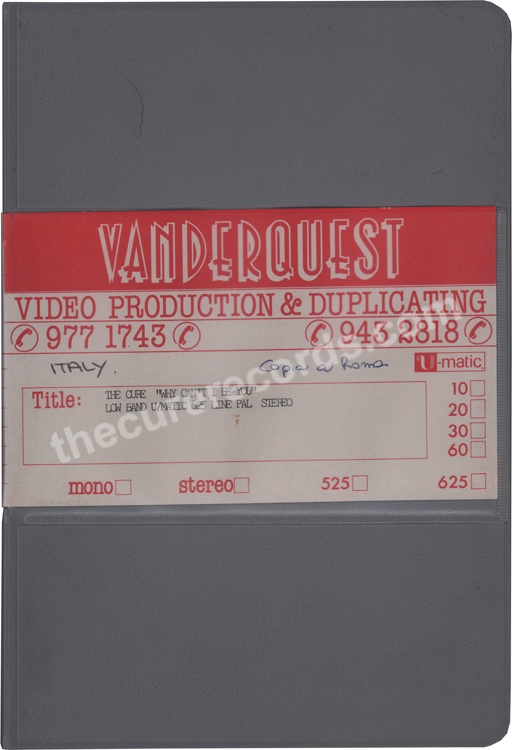 VANDERQUEST
VIDEO PRODUCTION & DUPLICATING
977 1743 943 2818
ITALY. Copia a Roma U-matic
Title: THE CURE "WHY CAN'T I BE YOU"
LOW BAND U/MATIC 625 LINE PAL STEREO
10
20
30
60
mono stereo 525 625
thecurerecords.com